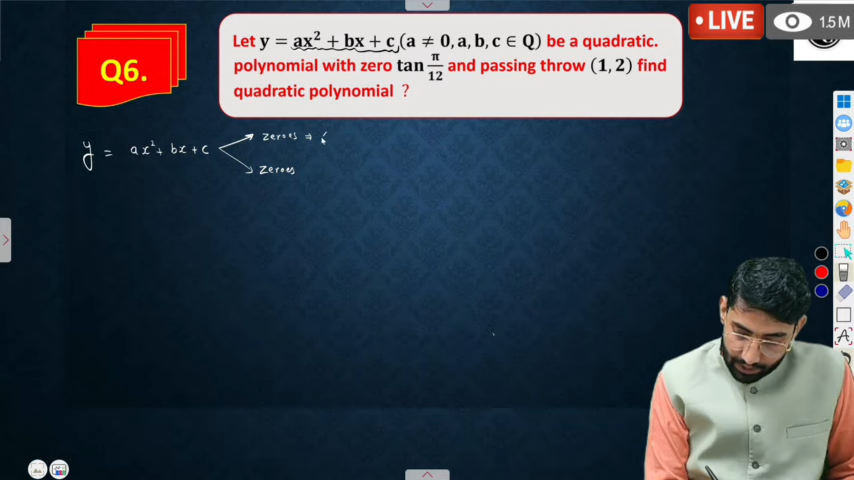 LIVE
1.5 M
Q6.
Let y = ax² + bx + c, (a ≠ 0, a, b, c ∈ Q) be a quadratic.
polynomial with zero tan π/12 and passing throw (1, 2) find
quadratic polynomial ?
y = ax² + bx + c
zeroes ⇒
zeroes
A